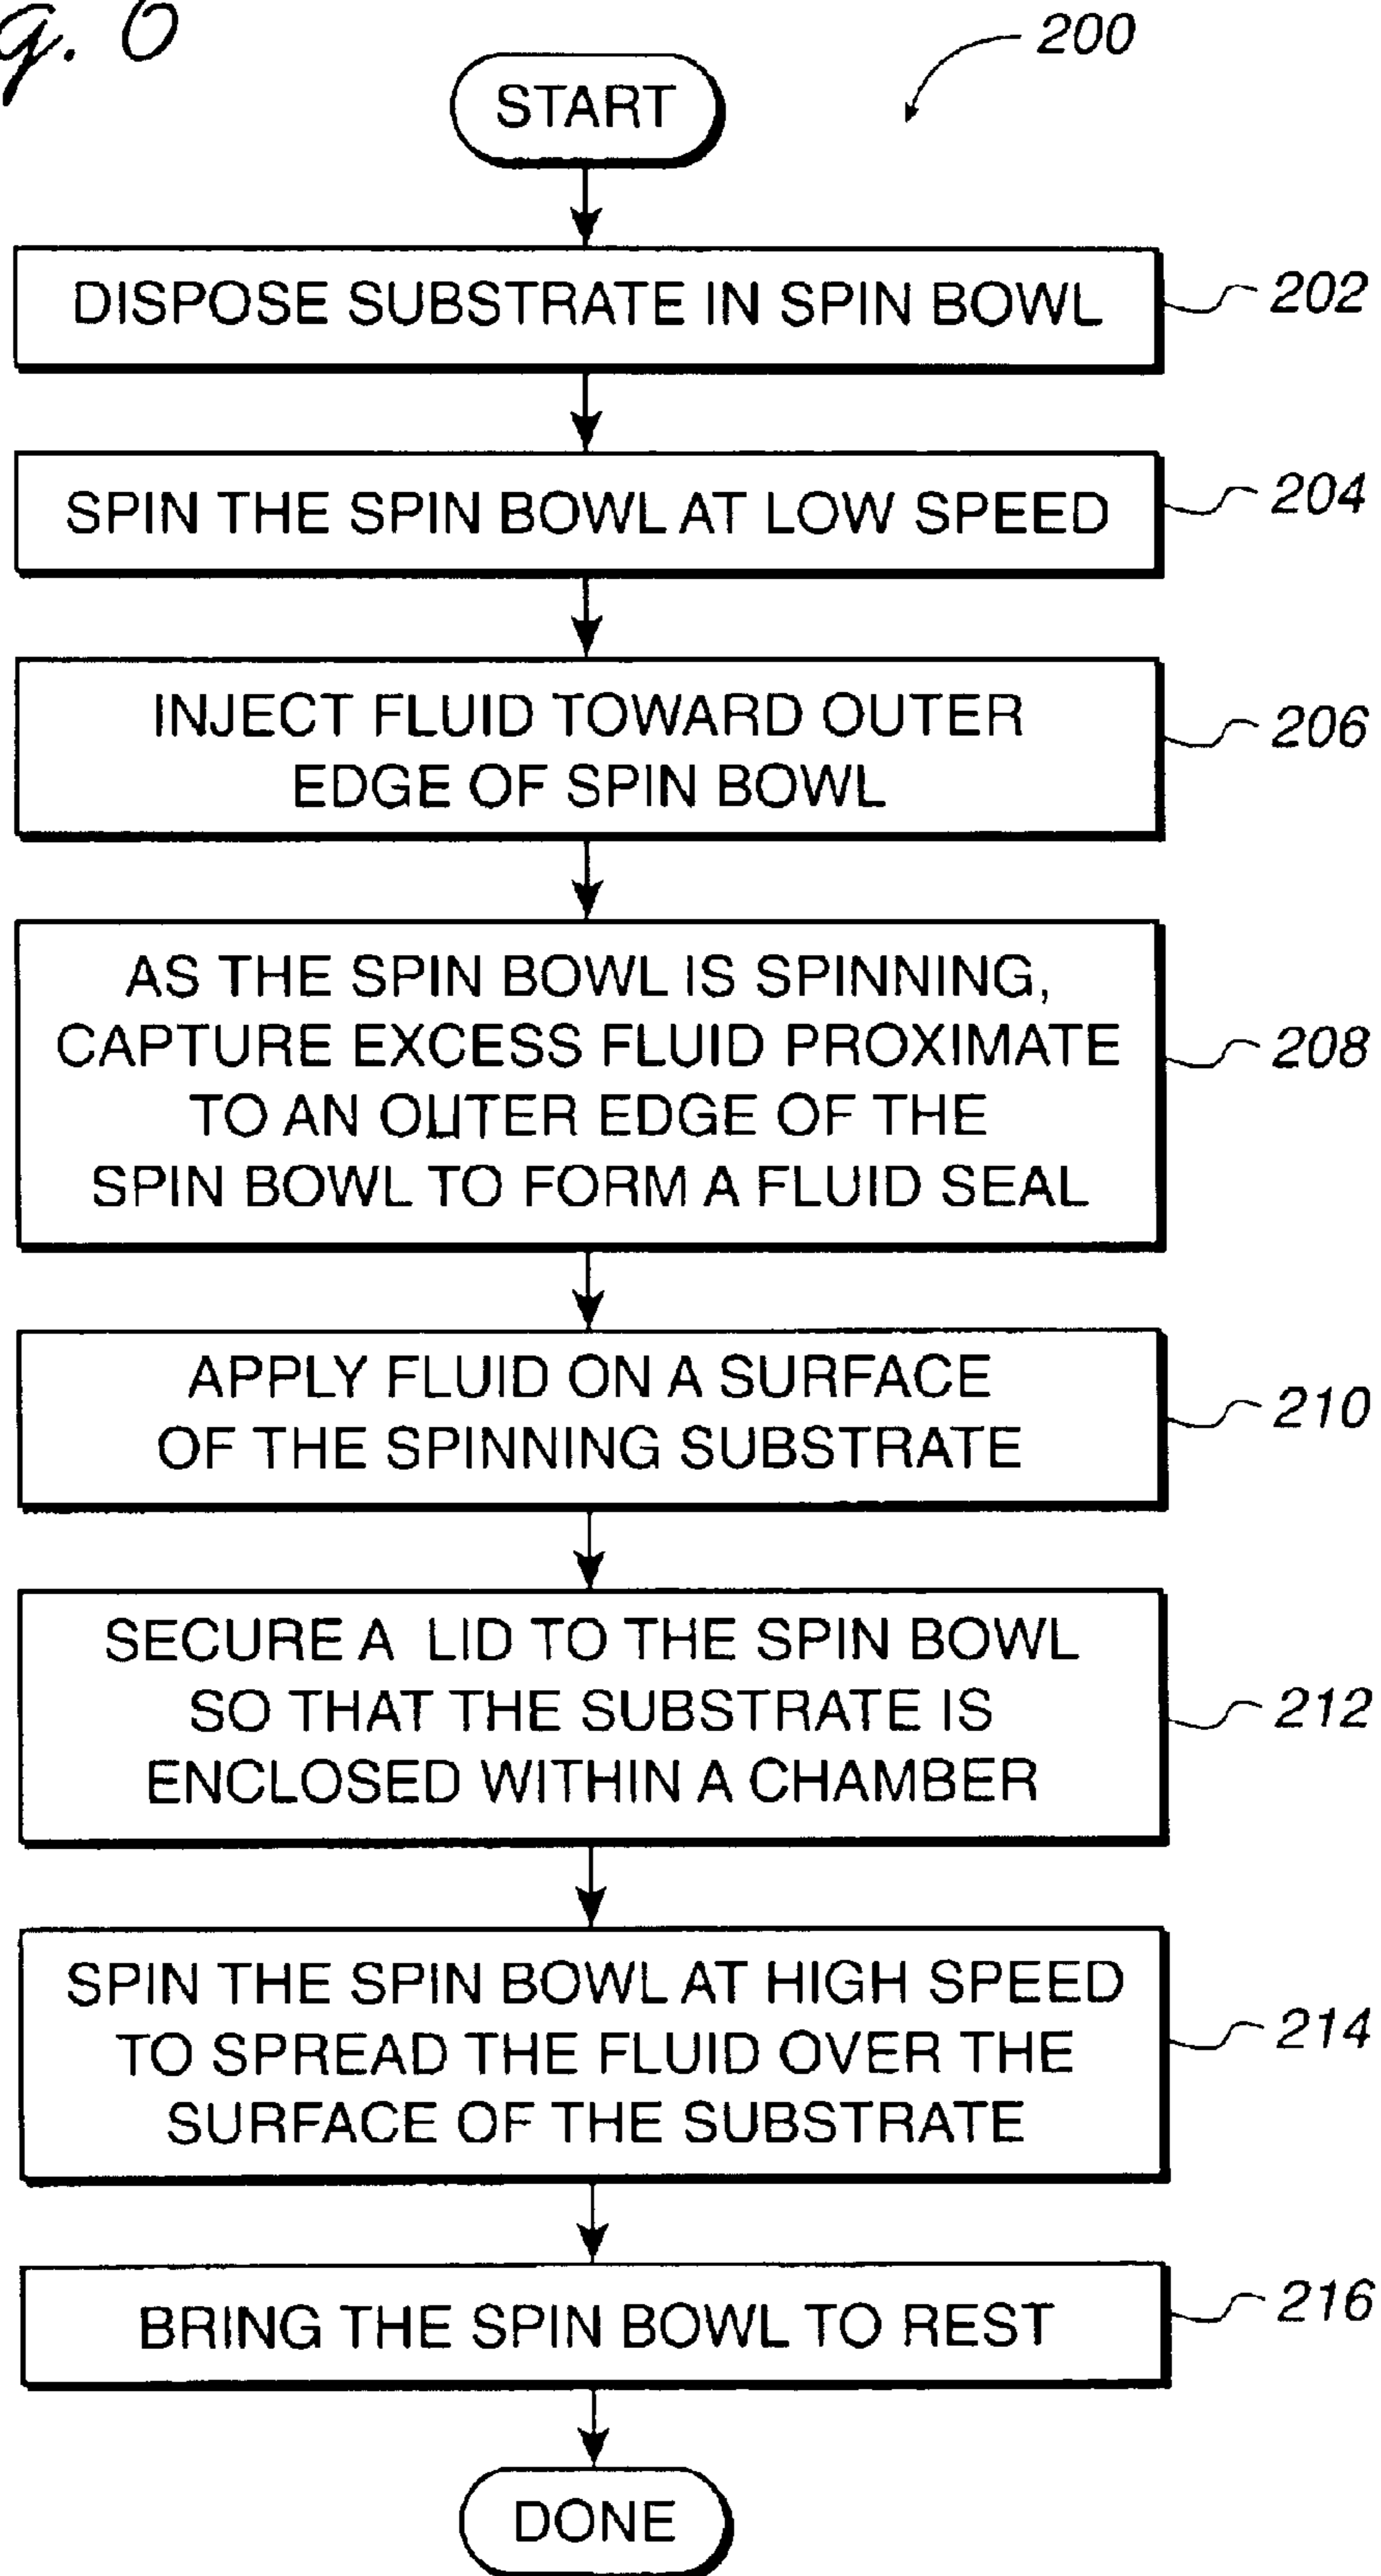 200
START
DISPOSE SUBSTRATE IN SPIN BOWL
202
SPIN THE SPIN BOWL AT LOW SPEED
204
INJECT FLUID TOWARD OUTER
EDGE OF SPIN BOWL
206
AS THE SPIN BOWL IS SPINNING,
CAPTURE EXCESS FLUID PROXIMATE
TO AN OUTER EDGE OF THE
SPIN BOWL TO FORM A FLUID SEAL
208
APPLY FLUID ON A SURFACE
OF THE SPINNING SUBSTRATE
210
SECURE A LID TO THE SPIN BOWL
SO THAT THE SUBSTRATE IS
ENCLOSED WITHIN A CHAMBER
212
SPIN THE SPIN BOWL AT HIGH SPEED
TO SPREAD THE FLUID OVER THE
SURFACE OF THE SUBSTRATE
214
BRING THE SPIN BOWL TO REST
216
DONE